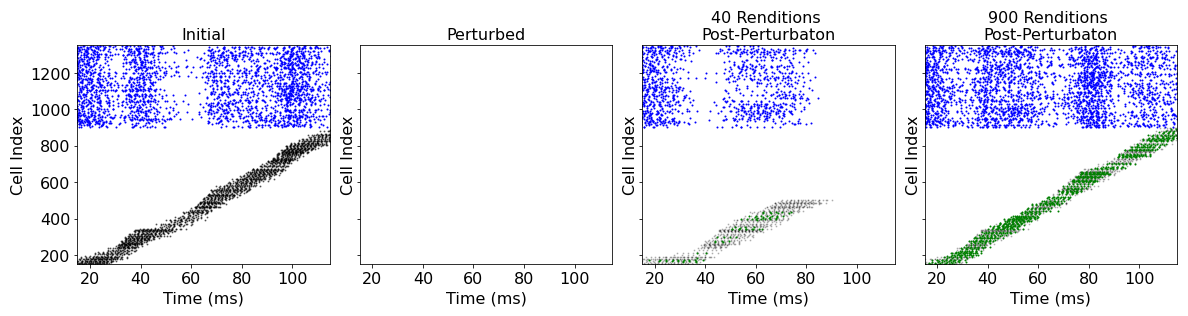 Initial
Perturbed
40 Renditions
Post-Perturbaton
900 Renditions
Post-Perturbaton
Cell Index
1200
1000
800
600
400
200
20 40 60 80 100
Time (ms)
Cell Index
20 40 60 80 100
Time (ms)
Cell Index
20 40 60 80 100
Time (ms)
Cell Index
20 40 60 80 100
Time (ms)